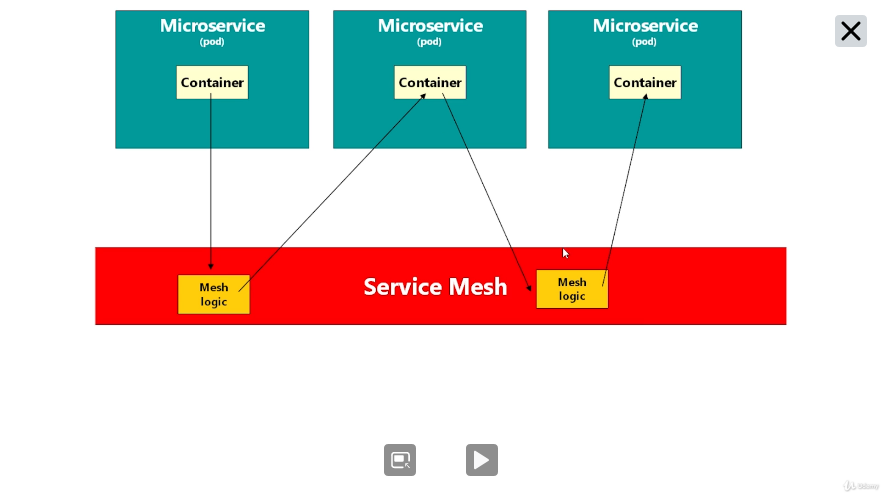 Microservice
(pod)
Container
Microservice
(pod)
Container
Microservice
(pod)
Container
Mesh
logic
Service Mesh
Mesh
logic
Udemy